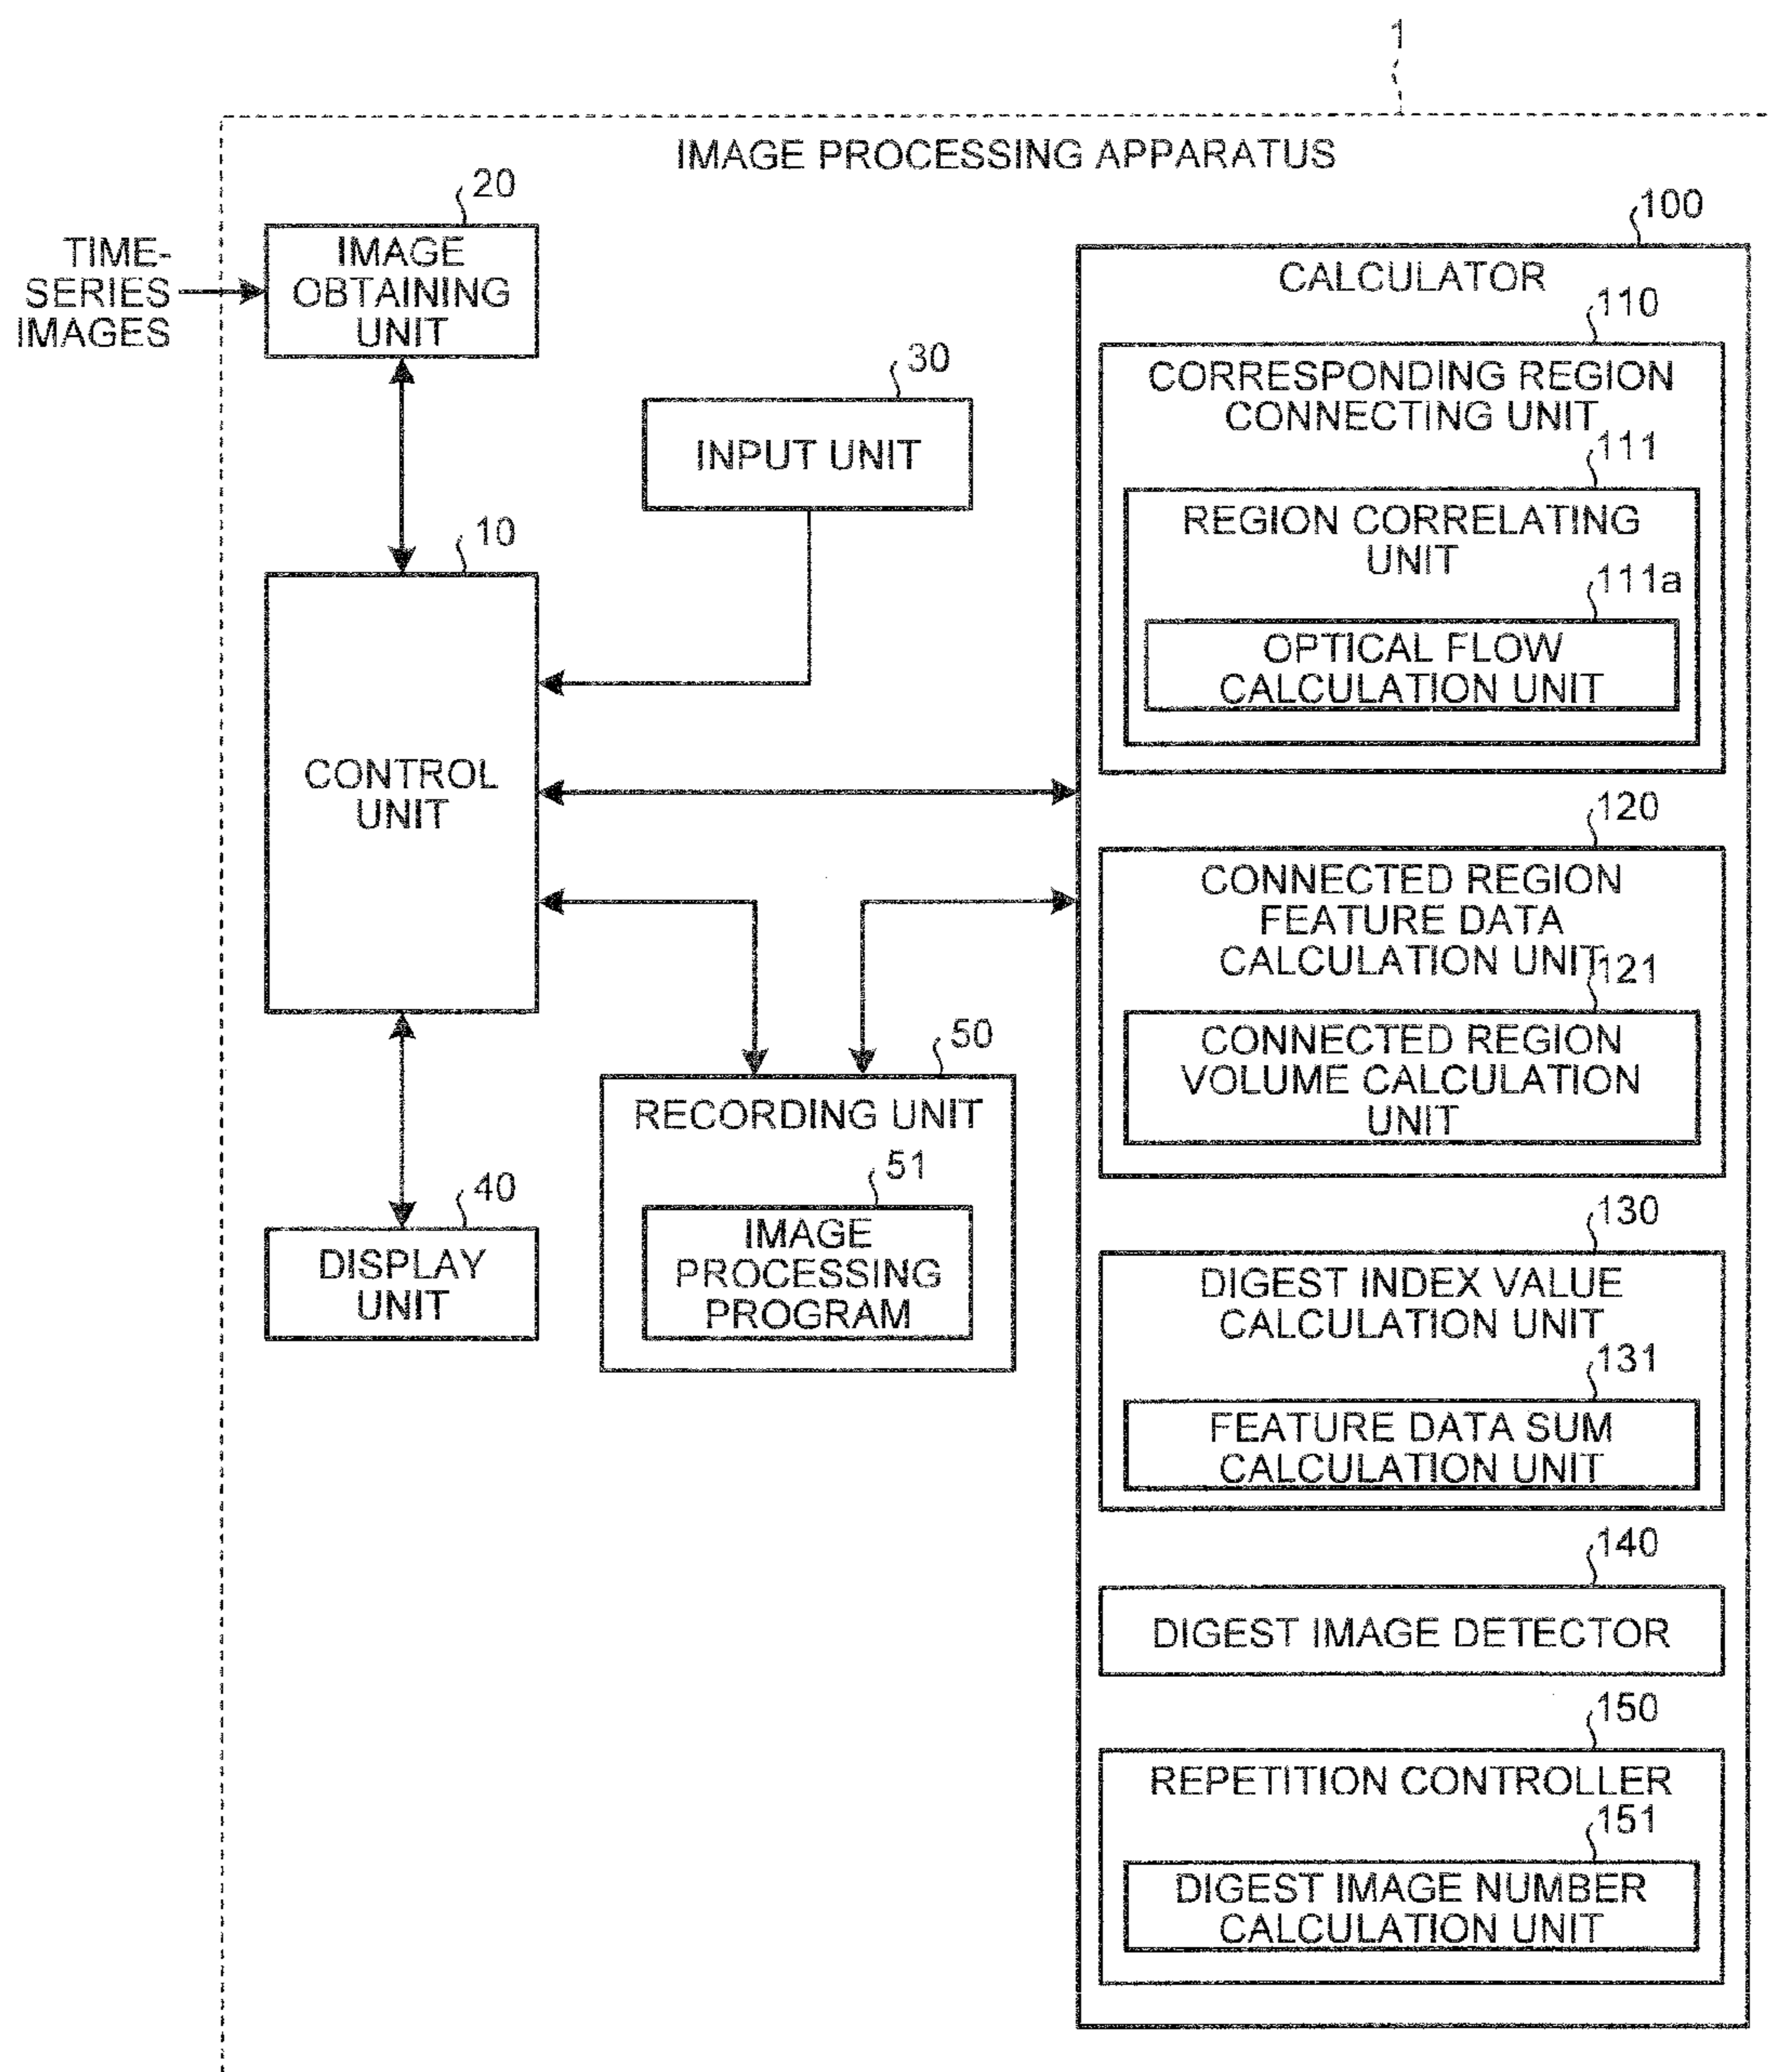 1
IMAGE PROCESSING APPARATUS
20
TIME-
SERIES
IMAGES
IMAGE
OBTAINING
UNIT
30
INPUT UNIT
10
CONTROL
UNIT
40
DISPLAY
UNIT
50
RECORDING UNIT
51
IMAGE
PROCESSING
PROGRAM
100
CALCULATOR
110
CORRESPONDING REGION
CONNECTING UNIT
111
REGION CORRELATING
UNIT
111a
OPTICAL FLOW
CALCULATION UNIT
120
CONNECTED REGION
FEATURE DATA
CALCULATION UNIT
121
CONNECTED REGION
VOLUME CALCULATION
UNIT
130
DIGEST INDEX VALUE
CALCULATION UNIT
131
FEATURE DATA SUM
CALCULATION UNIT
140
DIGEST IMAGE DETECTOR
150
REPETITION CONTROLLER
151
DIGEST IMAGE NUMBER
CALCULATION UNIT